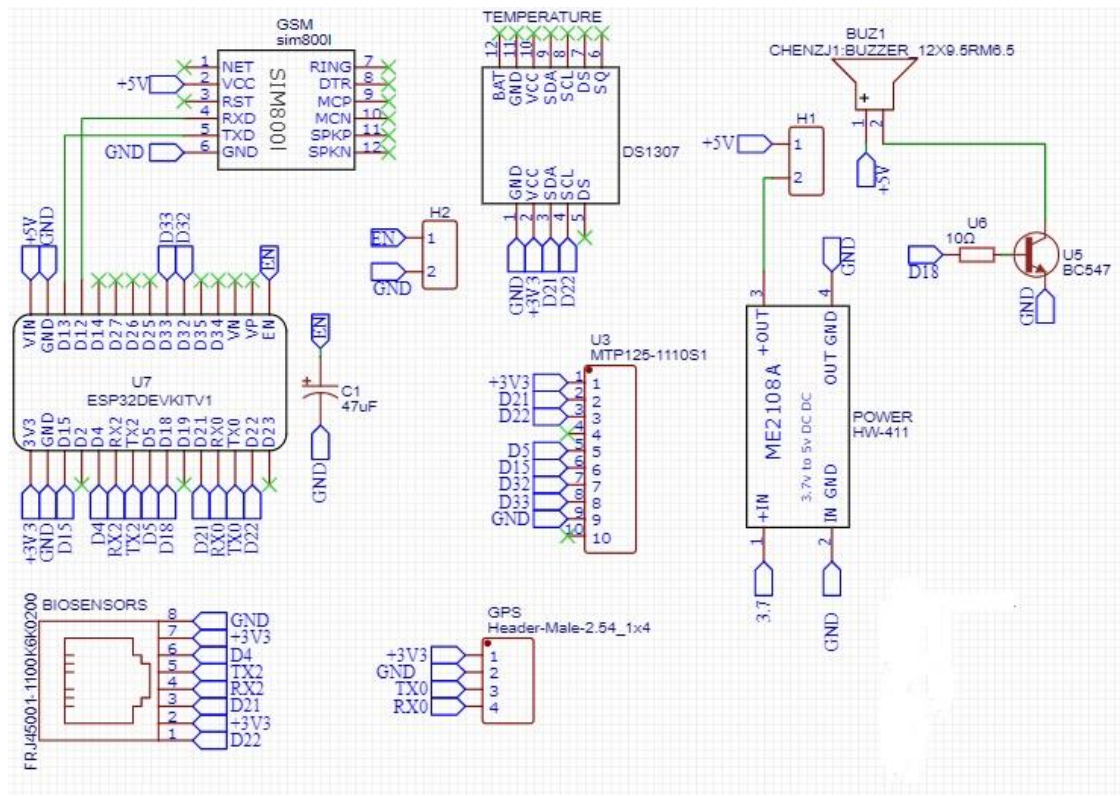 GSM
sim800l
1 NET RING 7
+5V 2 VCC DTR 8
3 RST MCP 9
4 RXD MCN 10
5 TXD SPKP 11
GND 6 GND SPKN 12
SIM800l
TEMPERATURE
12 11 10 9 8 7 6
BAT GND VCC SDA SCL DS SQ
DS1307
GND VCC SDA SCL DS
1 2 3 4 5
GND +3V3 D21 D22
BUZ1
CHENZJ1:BUZZER_12X9.5RM6.5
+
1 2
+5V
H1
+5V 1
2
U6
10Ω
D18
U5
BC547
GND
H2
EN 1
GND 2
+5V GND D33 D32 EN
VIN GND D13 D12 D14 D27 D26 D25 D33 D32 D35 D34 VN VP EN
U7
ESP32DEVKITV1
3V3 GND D15 D2 D4 RX2 TX2 D5 D18 D19 D21 RX0 TX0 D22 D23
+3V3 GND D15 D4 RX2 TX2 D5 D18 D21 RX0 TX0 D22
EN
+
C1
47uF
GND
U3
MTP125-1110S1
+3V3 1 1
D21 2 2
D22 3 3
4 4
D5 5 5
D15 6 6
D32 7 7
D33 8 8
GND 9 9
10 10
GND
3 4
+OUT OUT GND
ME2108A
3.7v to 5v DC DC
POWER
HW-411
+IN IN GND
1 2
3.7 GND
BIOSENSORS
FRJ45001-1100K6K0200
8 GND
7 +3V3
6 D4
5 TX2
4 RX2
3 D21
2 +3V3
1 D22
GPS
Header-Male-2.54_1x4
+3V3 1
GND 2
TX0 3
RX0 4